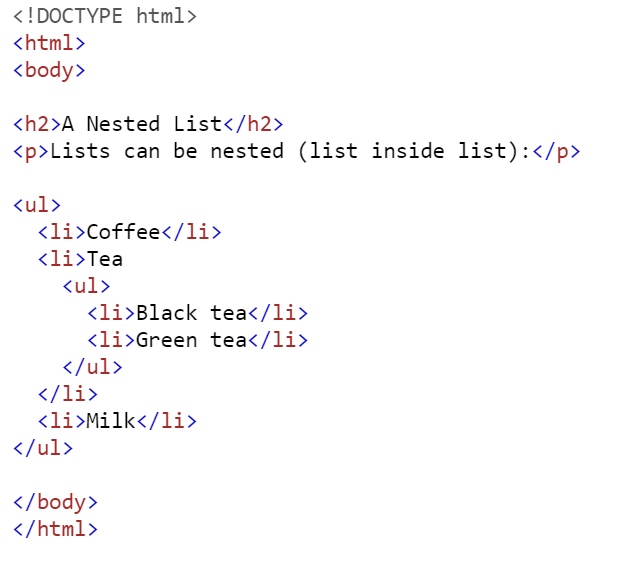 <!DOCTYPE html>
<html>
<body>
<h2>A Nested List</h2>
<p>Lists can be nested (list inside list):</p>
<ul>
  <li>Coffee</li>
  <li>Tea
    <ul>
      <li>Black tea</li>
      <li>Green tea</li>
    </ul>
  </li>
  <li>Milk</li>
</ul>
</body>
</html>